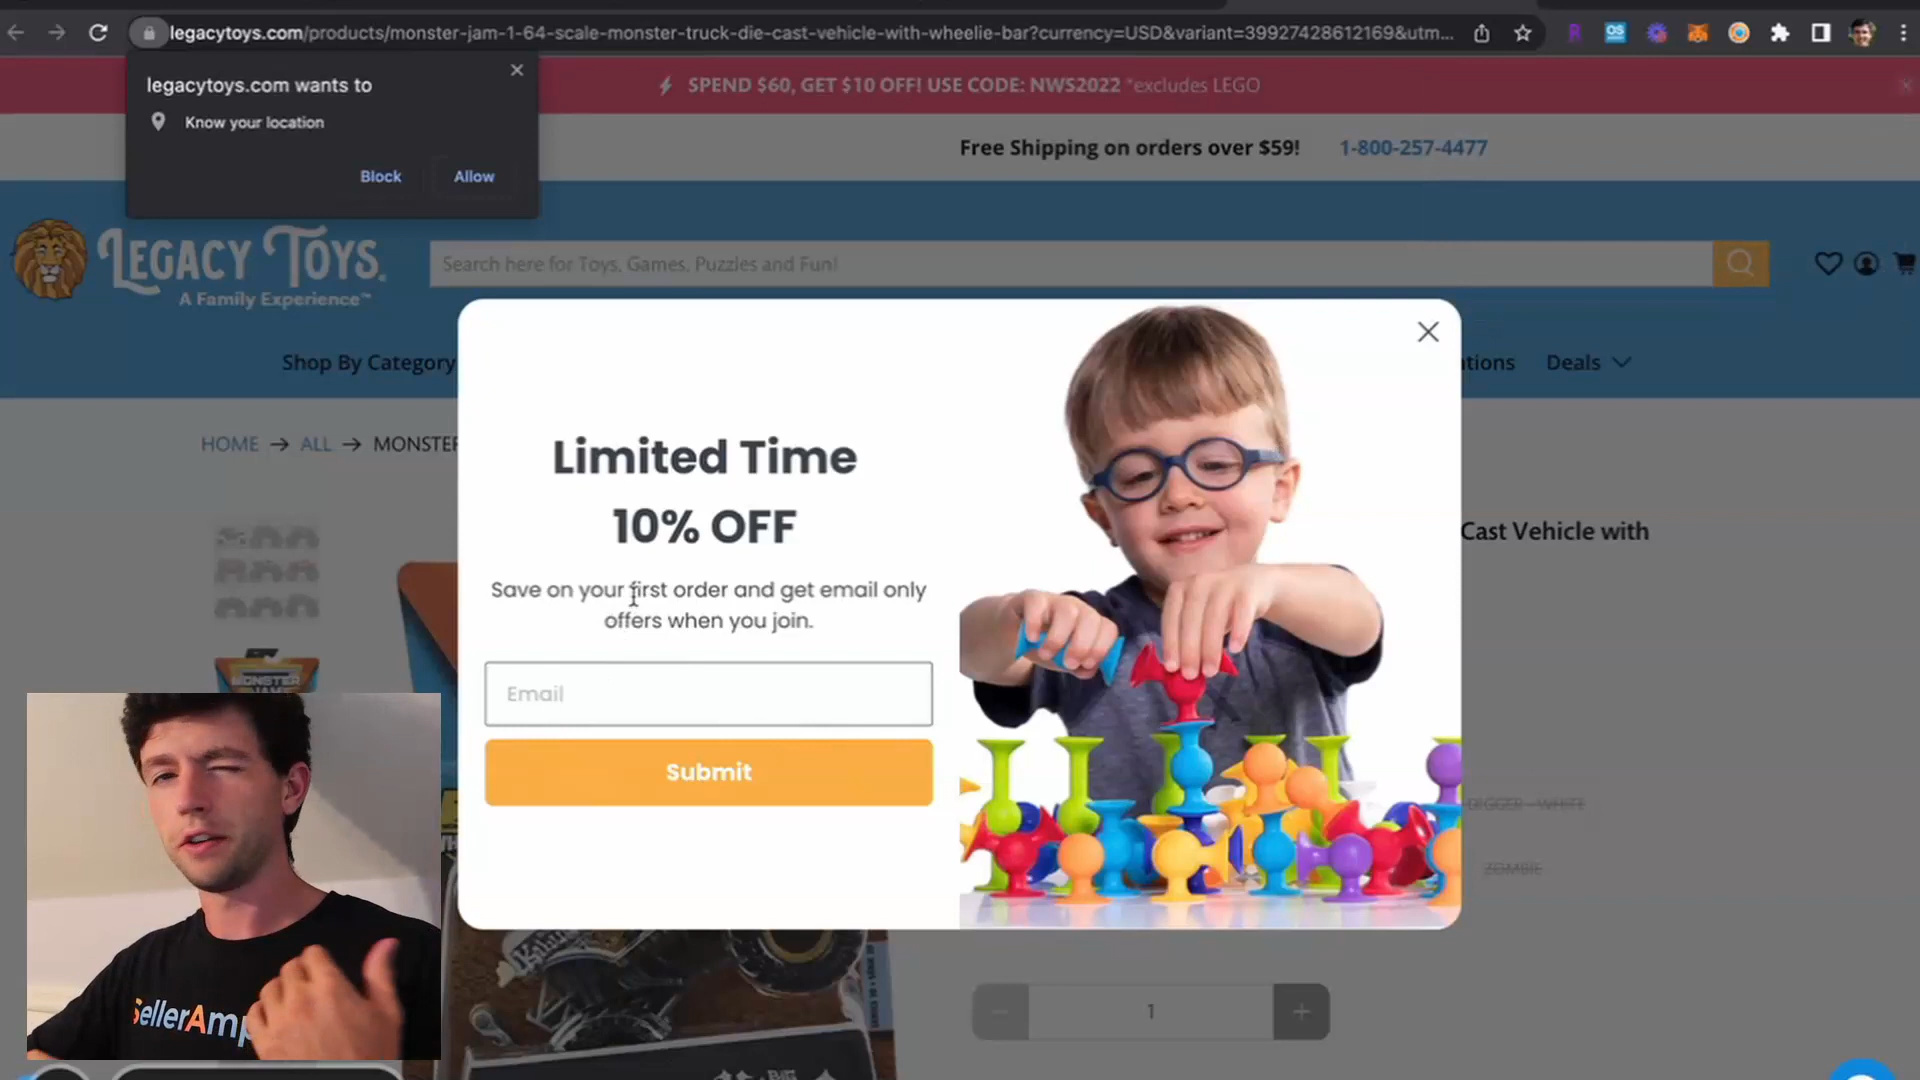 legacytoys.com/products/monster-jam-1-64-scale-monster-truck-die-cast-vehicle-with-wheelie-bar?currency=USD&variant=39927428612169&utm...
legacytoys.com wants to
Know your location
Block
Allow
SPEND $60, GET $10 OFF! USE CODE: NWS2022 *excludes LEGO
Free Shipping on orders over $59!
1-800-257-4477
LEGACY TOYS.
A Family Experience™
Search here for Toys, Games, Puzzles and Fun!
Shop By Category
Deals
HOME → ALL → MONSTER
Cast Vehicle with
Limited Time
10% OFF
Save on your first order and get email only
offers when you join.
Email
Submit
MONSTER JAM
DIGGER - WHITE
ZOMBIE
SellerAmp
1